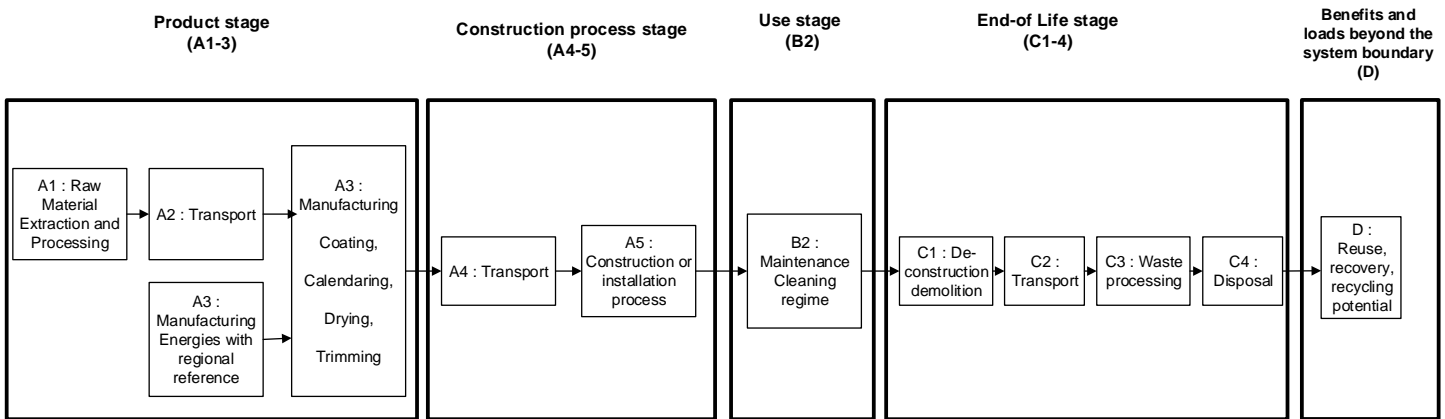 Product stage
(A1-3)
Construction process stage
(A4-5)
Use stage
(B2)
End-of Life stage
(C1-4)
Benefits and
loads beyond the
system boundary
(D)
A1 : Raw
Material
Extraction and
Processing
A2 : Transport
A3 :
Manufacturing
Energies with
regional
reference
A3 :
Manufacturing
Coating,
Calendaring,
Drying,
Trimming
A4 : Transport
A5 :
Construction or
installation
process
B2 :
Maintenance
Cleaning
regime
C1 : De-
construction
demolition
C2 :
Transport
C3 : Waste
processing
C4 :
Disposal
D :
Reuse,
recovery,
recycling
potential